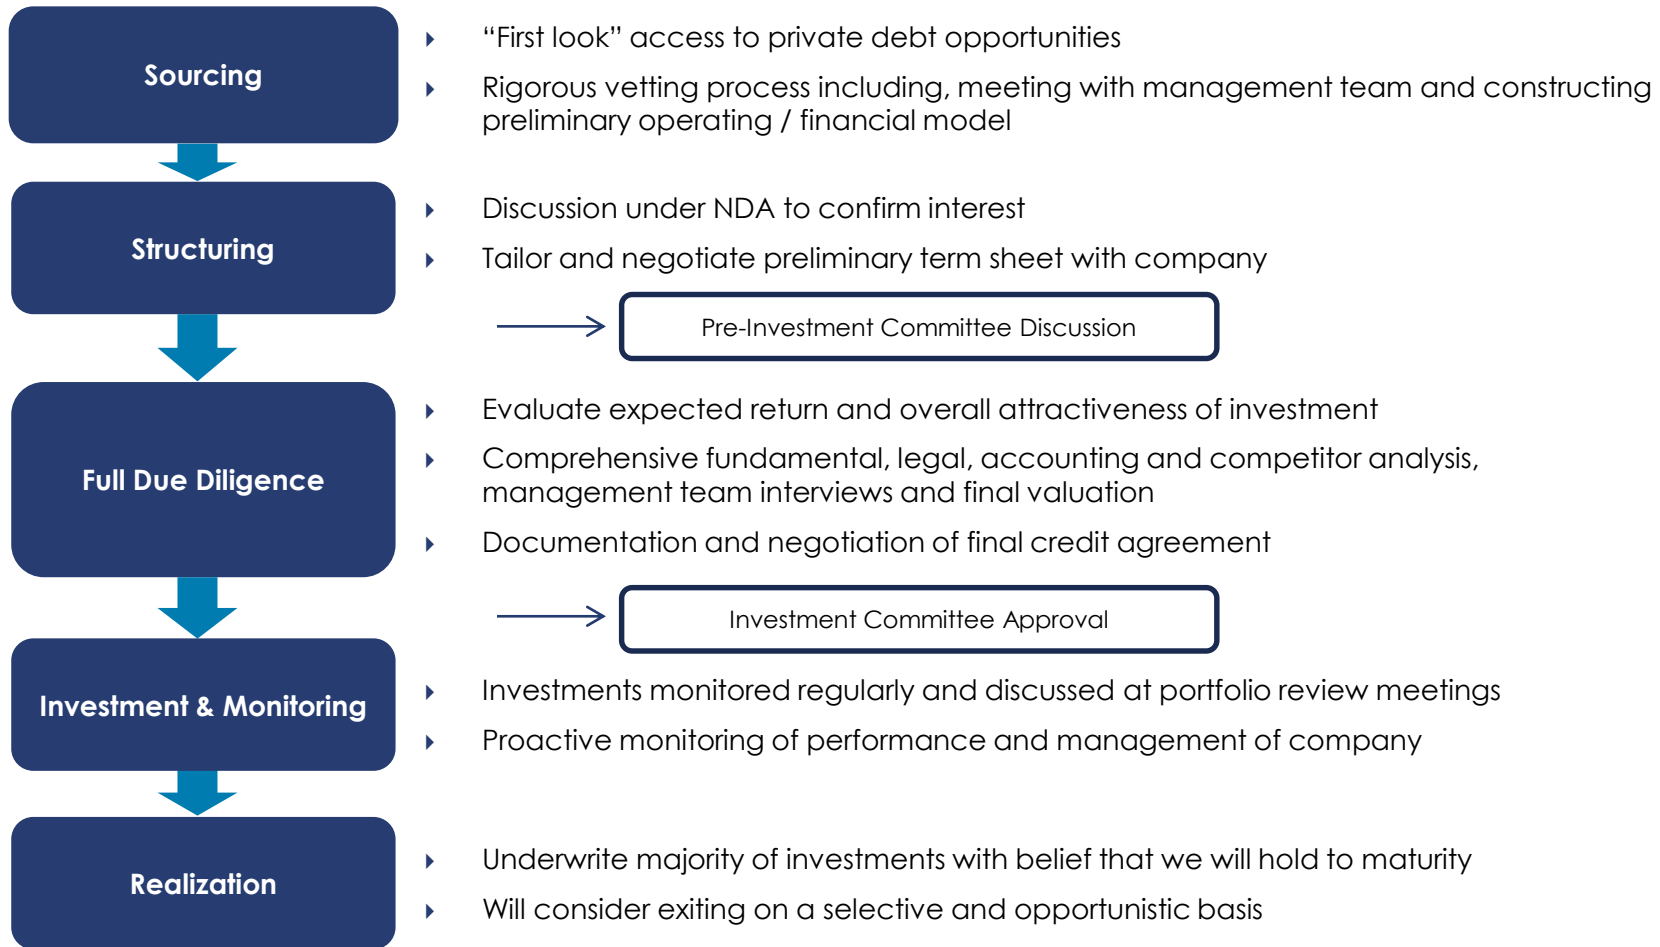 Sourcing
“First look” access to private debt opportunities
Rigorous vetting process including, meeting with management team and constructing
preliminary operating / financial model
Structuring
Discussion under NDA to confirm interest
Tailor and negotiate preliminary term sheet with company
Pre-Investment Committee Discussion
Full Due Diligence
Evaluate expected return and overall attractiveness of investment
Comprehensive fundamental, legal, accounting and competitor analysis,
management team interviews and final valuation
Documentation and negotiation of final credit agreement
Investment Committee Approval
Investment & Monitoring
Investments monitored regularly and discussed at portfolio review meetings
Proactive monitoring of performance and management of company
Realization
Underwrite majority of investments with belief that we will hold to maturity
Will consider exiting on a selective and opportunistic basis